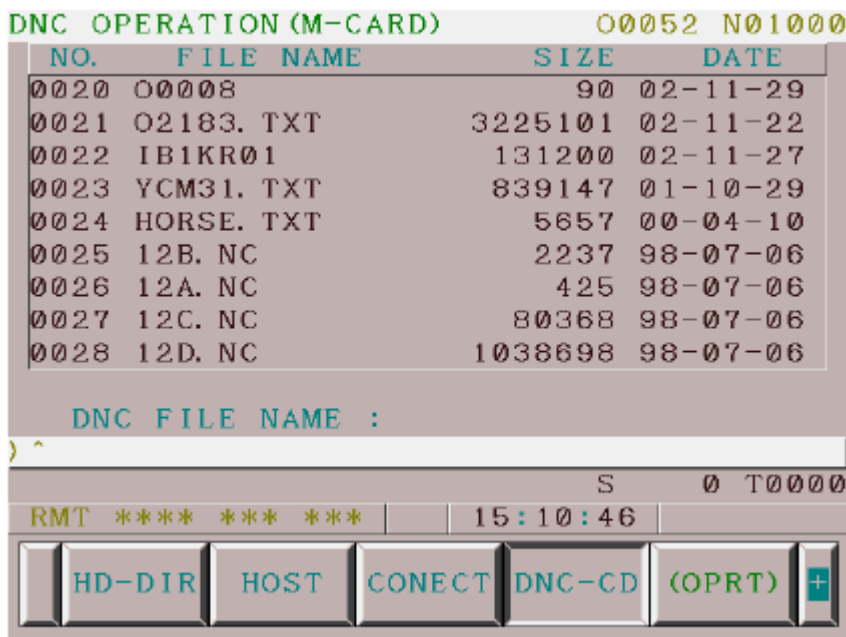 DNC OPERATION(M-CARD) O0052 N01000
NO. FILE NAME SIZE DATE
0020 O0008 90 02-11-29
0021 O2183. TXT 3225101 02-11-22
0022 IB1KR01 131200 02-11-27
0023 YCM31. TXT 839147 01-10-29
0024 HORSE. TXT 5657 00-04-10
0025 12B. NC 2237 98-07-06
0026 12A. NC 425 98-07-06
0027 12C. NC 80368 98-07-06
0028 12D. NC 1038698 98-07-06
DNC FILE NAME :
) ^
S 0 T0000
RMT **** *** *** 15:10:46
HD-DIR HOST CONECT DNC-CD (OPRT) +